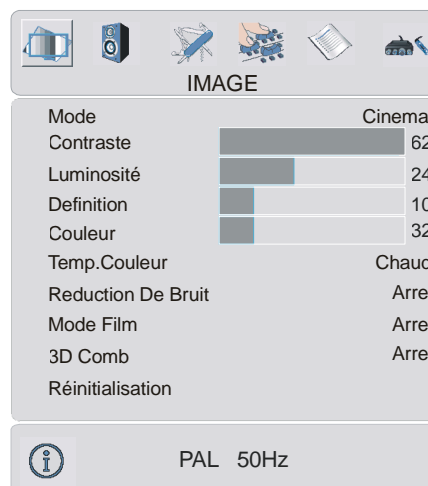 IMAGE
Mode Cinema
Contraste 62
Luminosité 24
Definition 10
Couleur 32
Temp.Couleur Chaud
Reduction De Bruit Arre
Mode Film Arre
3D Comb Arre
Réinitialisation
PAL 50Hz